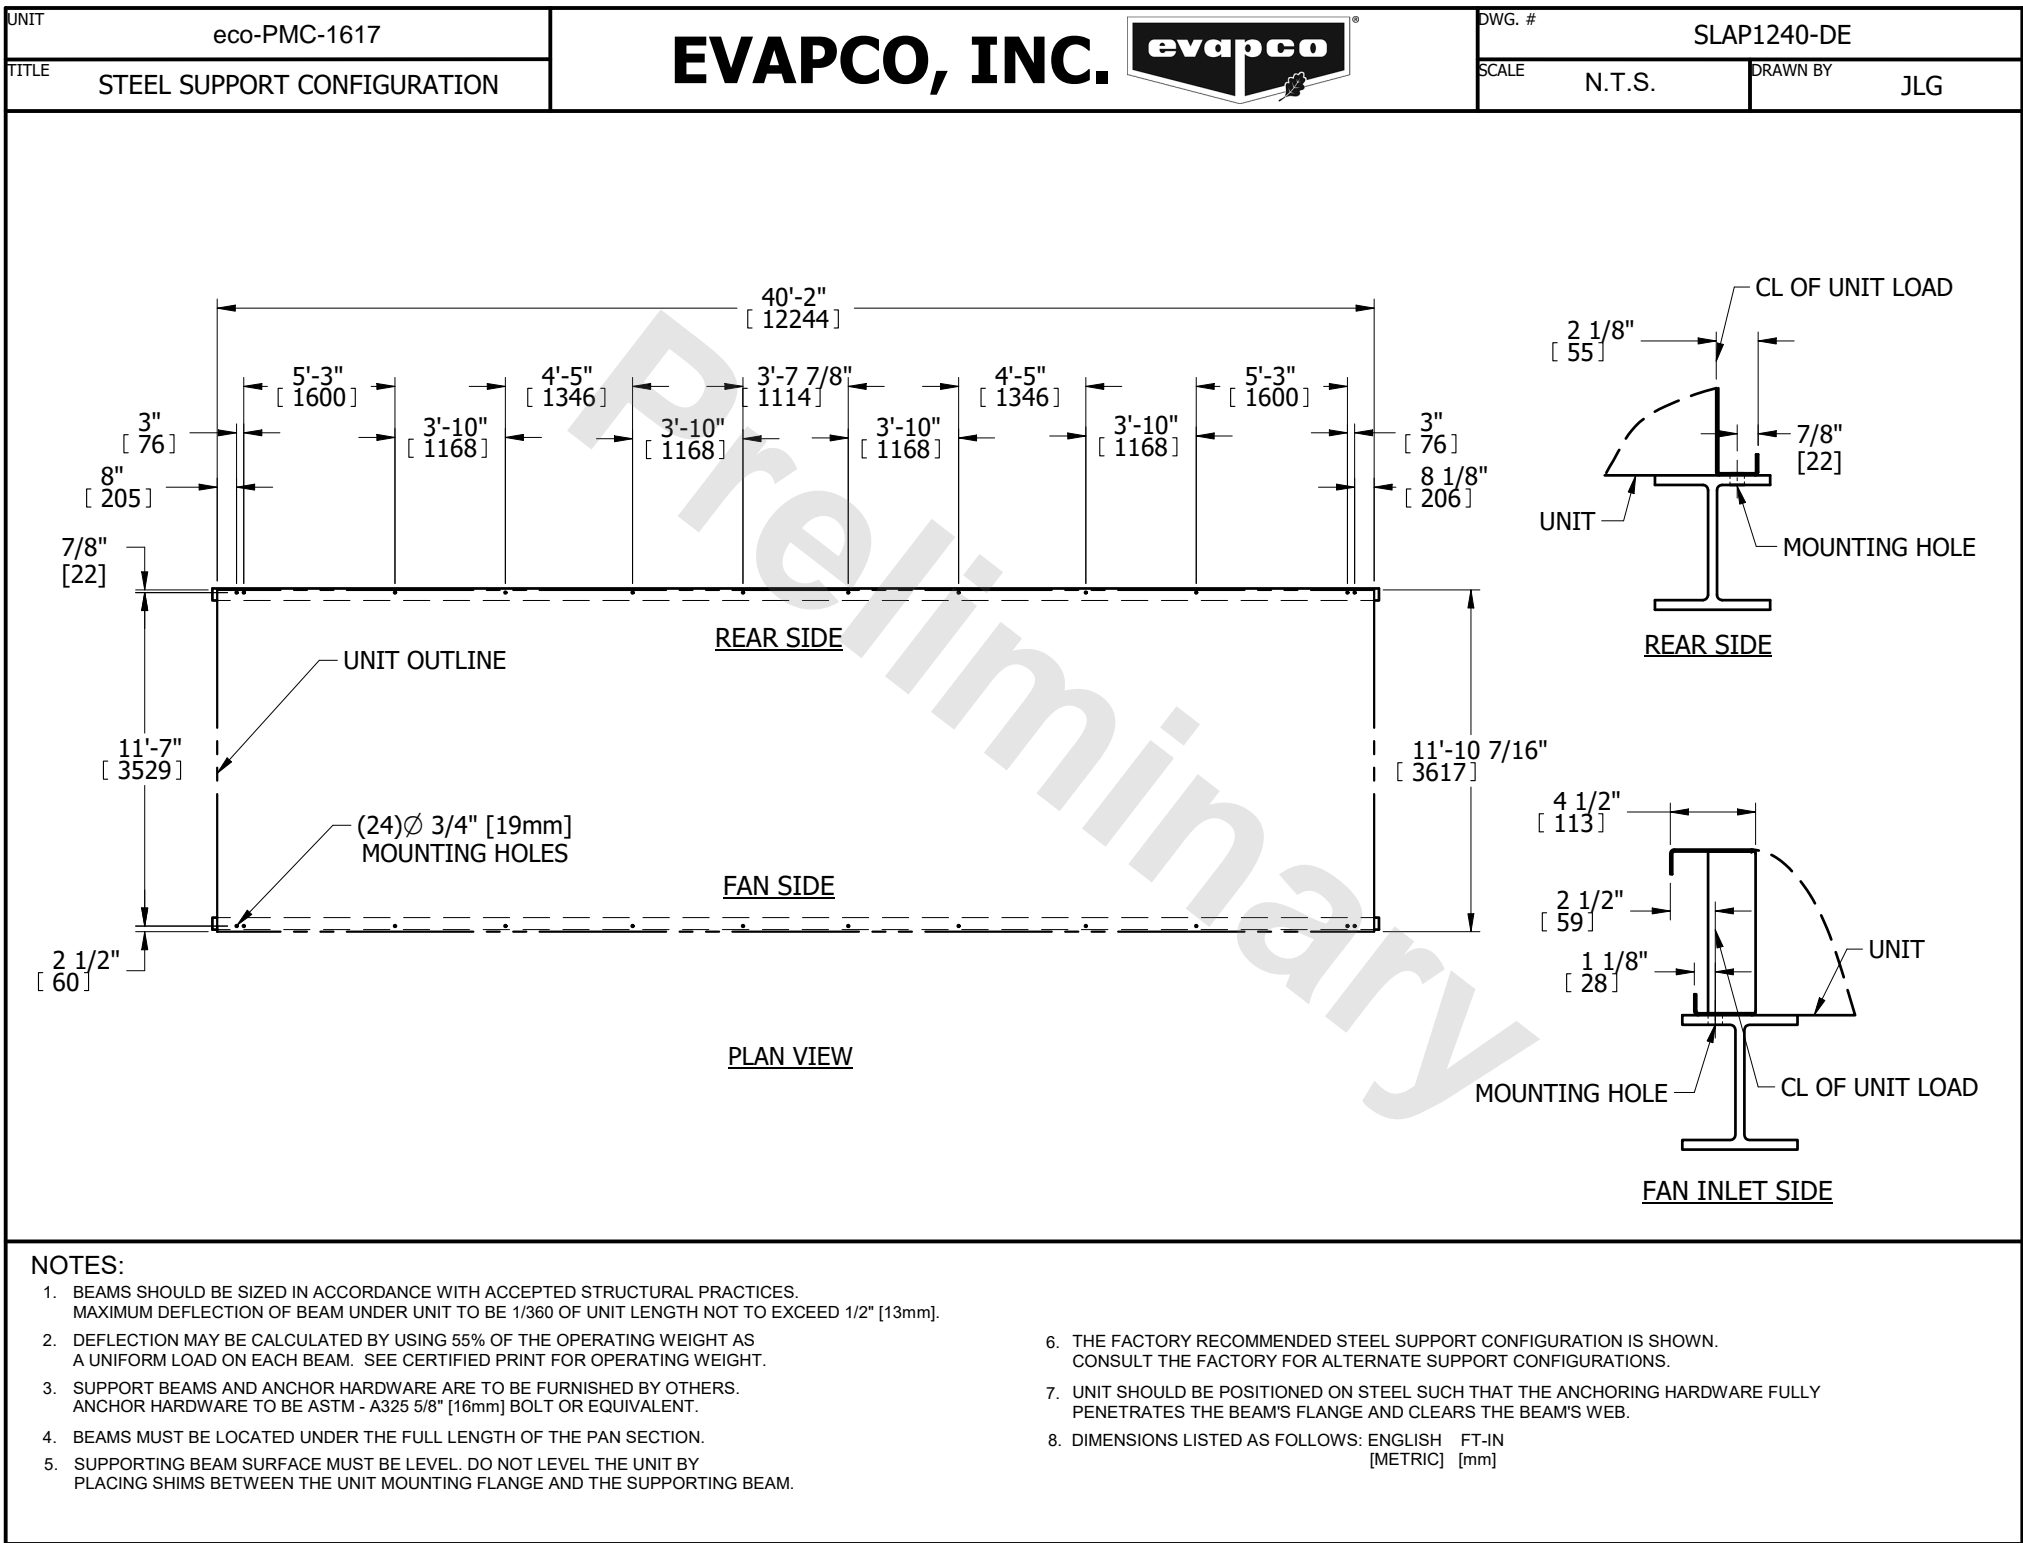 UNIT
eco-PMC-1617
TITLE
STEEL SUPPORT CONFIGURATION
EVAPCO, INC.
evapco
®
DWG. #
SLAP1240-DE
SCALE
N.T.S.
DRAWN BY
JLG
40'-2"
[ 12244 ]
5'-3"
[ 1600 ]
4'-5"
[ 1346 ]
3'-7 7/8"
[ 1114 ]
4'-5"
[ 1346 ]
5'-3"
[ 1600 ]
3"
[ 76 ]
3'-10"
[ 1168 ]
3'-10"
[ 1168 ]
3'-10"
[ 1168 ]
3'-10"
[ 1168 ]
3"
[ 76 ]
8"
[ 205 ]
8 1/8"
[ 206 ]
7/8"
[22]
REAR SIDE
UNIT OUTLINE
11'-7"
[ 3529 ]
11'-10 7/16"
[ 3617 ]
(24)Ø 3/4" [19mm]
MOUNTING HOLES
FAN SIDE
2 1/2"
[ 60 ]
PLAN VIEW
Preliminary
CL OF UNIT LOAD
2 1/8"
[ 55 ]
7/8"
[22]
UNIT
MOUNTING HOLE
REAR SIDE
4 1/2"
[ 113 ]
2 1/2"
[ 59 ]
1 1/8"
[ 28 ]
UNIT
MOUNTING HOLE
CL OF UNIT LOAD
FAN INLET SIDE
NOTES:
1. BEAMS SHOULD BE SIZED IN ACCORDANCE WITH ACCEPTED STRUCTURAL PRACTICES.
MAXIMUM DEFLECTION OF BEAM UNDER UNIT TO BE 1/360 OF UNIT LENGTH NOT TO EXCEED 1/2" [13mm].
2. DEFLECTION MAY BE CALCULATED BY USING 55% OF THE OPERATING WEIGHT AS
A UNIFORM LOAD ON EACH BEAM. SEE CERTIFIED PRINT FOR OPERATING WEIGHT.
3. SUPPORT BEAMS AND ANCHOR HARDWARE ARE TO BE FURNISHED BY OTHERS.
ANCHOR HARDWARE TO BE ASTM - A325 5/8" [16mm] BOLT OR EQUIVALENT.
4. BEAMS MUST BE LOCATED UNDER THE FULL LENGTH OF THE PAN SECTION.
5. SUPPORTING BEAM SURFACE MUST BE LEVEL. DO NOT LEVEL THE UNIT BY
PLACING SHIMS BETWEEN THE UNIT MOUNTING FLANGE AND THE SUPPORTING BEAM.
6. THE FACTORY RECOMMENDED STEEL SUPPORT CONFIGURATION IS SHOWN.
CONSULT THE FACTORY FOR ALTERNATE SUPPORT CONFIGURATIONS.
7. UNIT SHOULD BE POSITIONED ON STEEL SUCH THAT THE ANCHORING HARDWARE FULLY
PENETRATES THE BEAM'S FLANGE AND CLEARS THE BEAM'S WEB.
8. DIMENSIONS LISTED AS FOLLOWS: ENGLISH FT-IN
[METRIC] [mm]